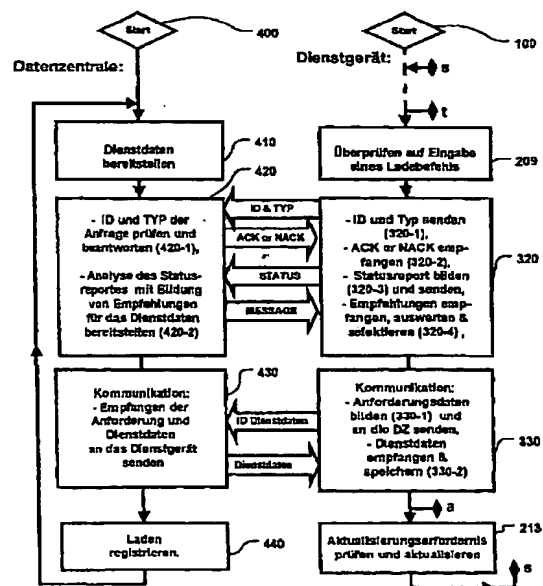 Start
400
Start
100
Datenzentrale:
Dienstgerät:
s
t
Dienstdaten
bereitstellen
410
Überprüfen auf Eingabe
eines Ladebefehls
209
420
- ID und TYP der
Anfrage prüfen und
beantworten (420-1),
- Analyse des Status-
reportes mit Bildung
von Empfehlungen
für das Dienstdaten
bereitstellen (420-2)
ID & TYP
ACK or NACK
STATUS
MESSAGE
- ID und Typ senden
(320-1),
- ACK or NACK emp-
fangen (320-2),
- Statusreport bilden
(320-3) und senden,
- Empfehlungen emp-
fangen, auswerten &
selektieren (320-4) ,
320
430
Kommunikation:
- Empfangen der
Anforderung und
Dienstdaten
an das Dienstgerät
senden
ID Dienstdaten
Dienstdaten
Kommunikation:
- Anforderungsdaten
bilden (330-1) und
an die DZ senden,
- Dienstdaten
empfangen &
speichern (330-2)
330
a
Laden
registrieren.
440
Aktualisierungserfordernis
prüfen und aktualisieren
213
s